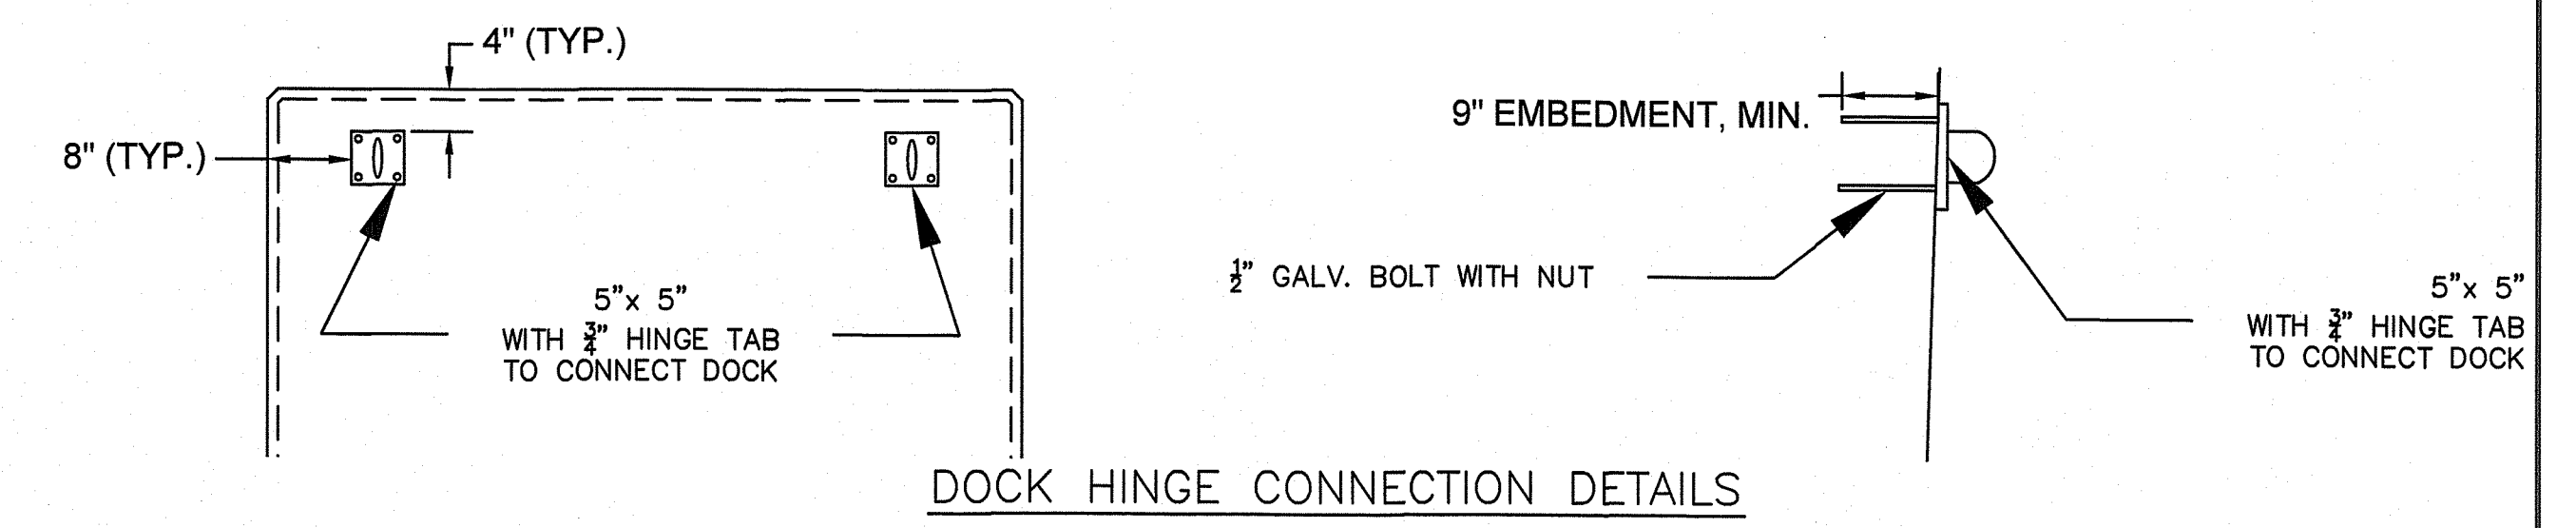 4" (TYP.)
8" (TYP.)
5"x 5"
WITH 3/4" HINGE TAB
TO CONNECT DOCK
9" EMBEDMENT, MIN.
1/2" GALV. BOLT WITH NUT
5"x 5"
WITH 3/4" HINGE TAB
TO CONNECT DOCK
DOCK HINGE CONNECTION DETAILS